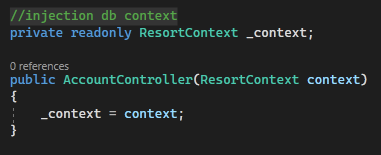 //injection db context
private readonly ResortContext _context;
0 references
public AccountController(ResortContext context)
{
_context = context;
}